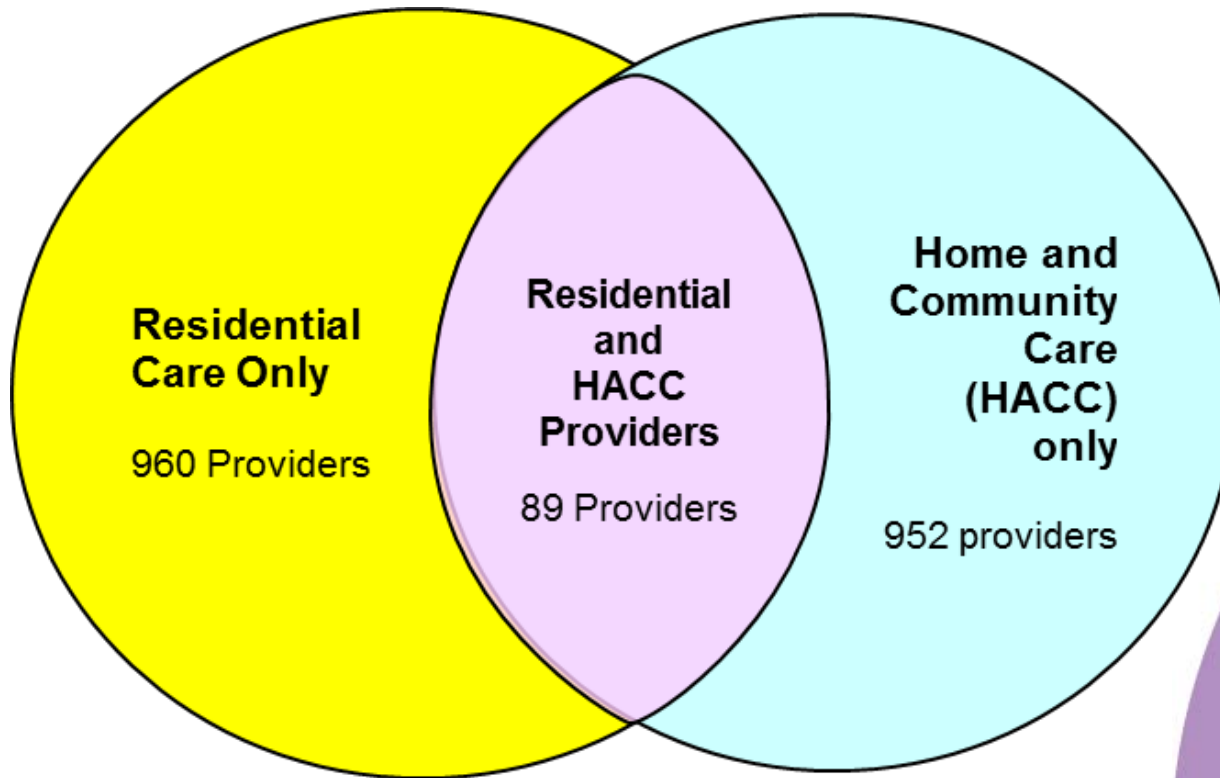 Residential
Care Only
960 Providers
Residential
and
HACC
Providers
89 Providers
Home and
Community
Care
(HACC)
only
952 providers